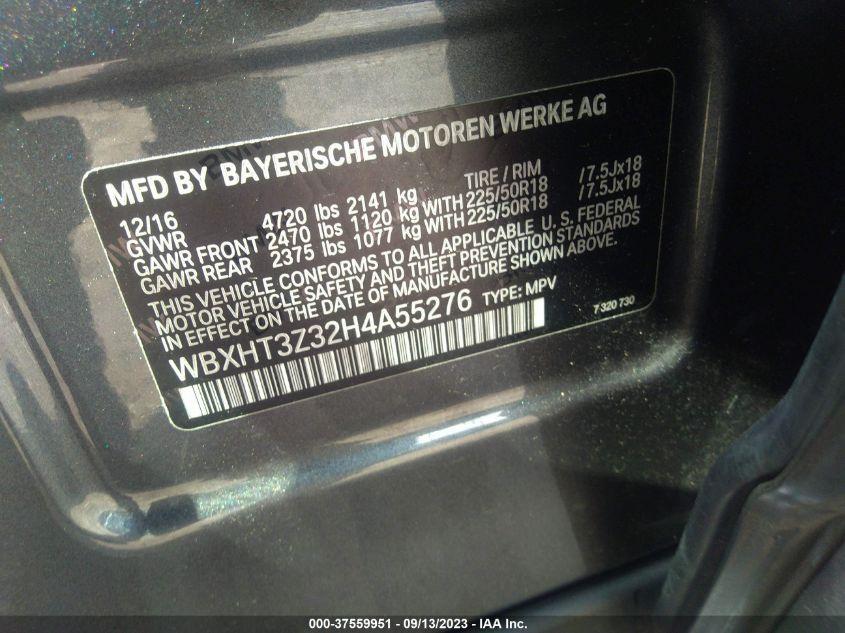 MFD BY BAYERISCHE MOTOREN WERKE AG
12/16 TIRE / RIM
GVWR 4720 lbs 2141 kg
GAWR FRONT 2470 lbs 1120 kg WITH 225/50R18 /7.5Jx18
GAWR REAR 2375 lbs 1077 kg WITH 225/50R18 /7.5Jx18
THIS VEHICLE CONFORMS TO ALL APPLICABLE U. S. FEDERAL
MOTOR VEHICLE SAFETY AND THEFT PREVENTION STANDARDS
IN EFFECT ON THE DATE OF MANUFACTURE SHOWN ABOVE.
WBXHT3Z32H4A55276 TYPE: MPV
7 320 730
000-37559951 - 09/13/2023 - IAA Inc.